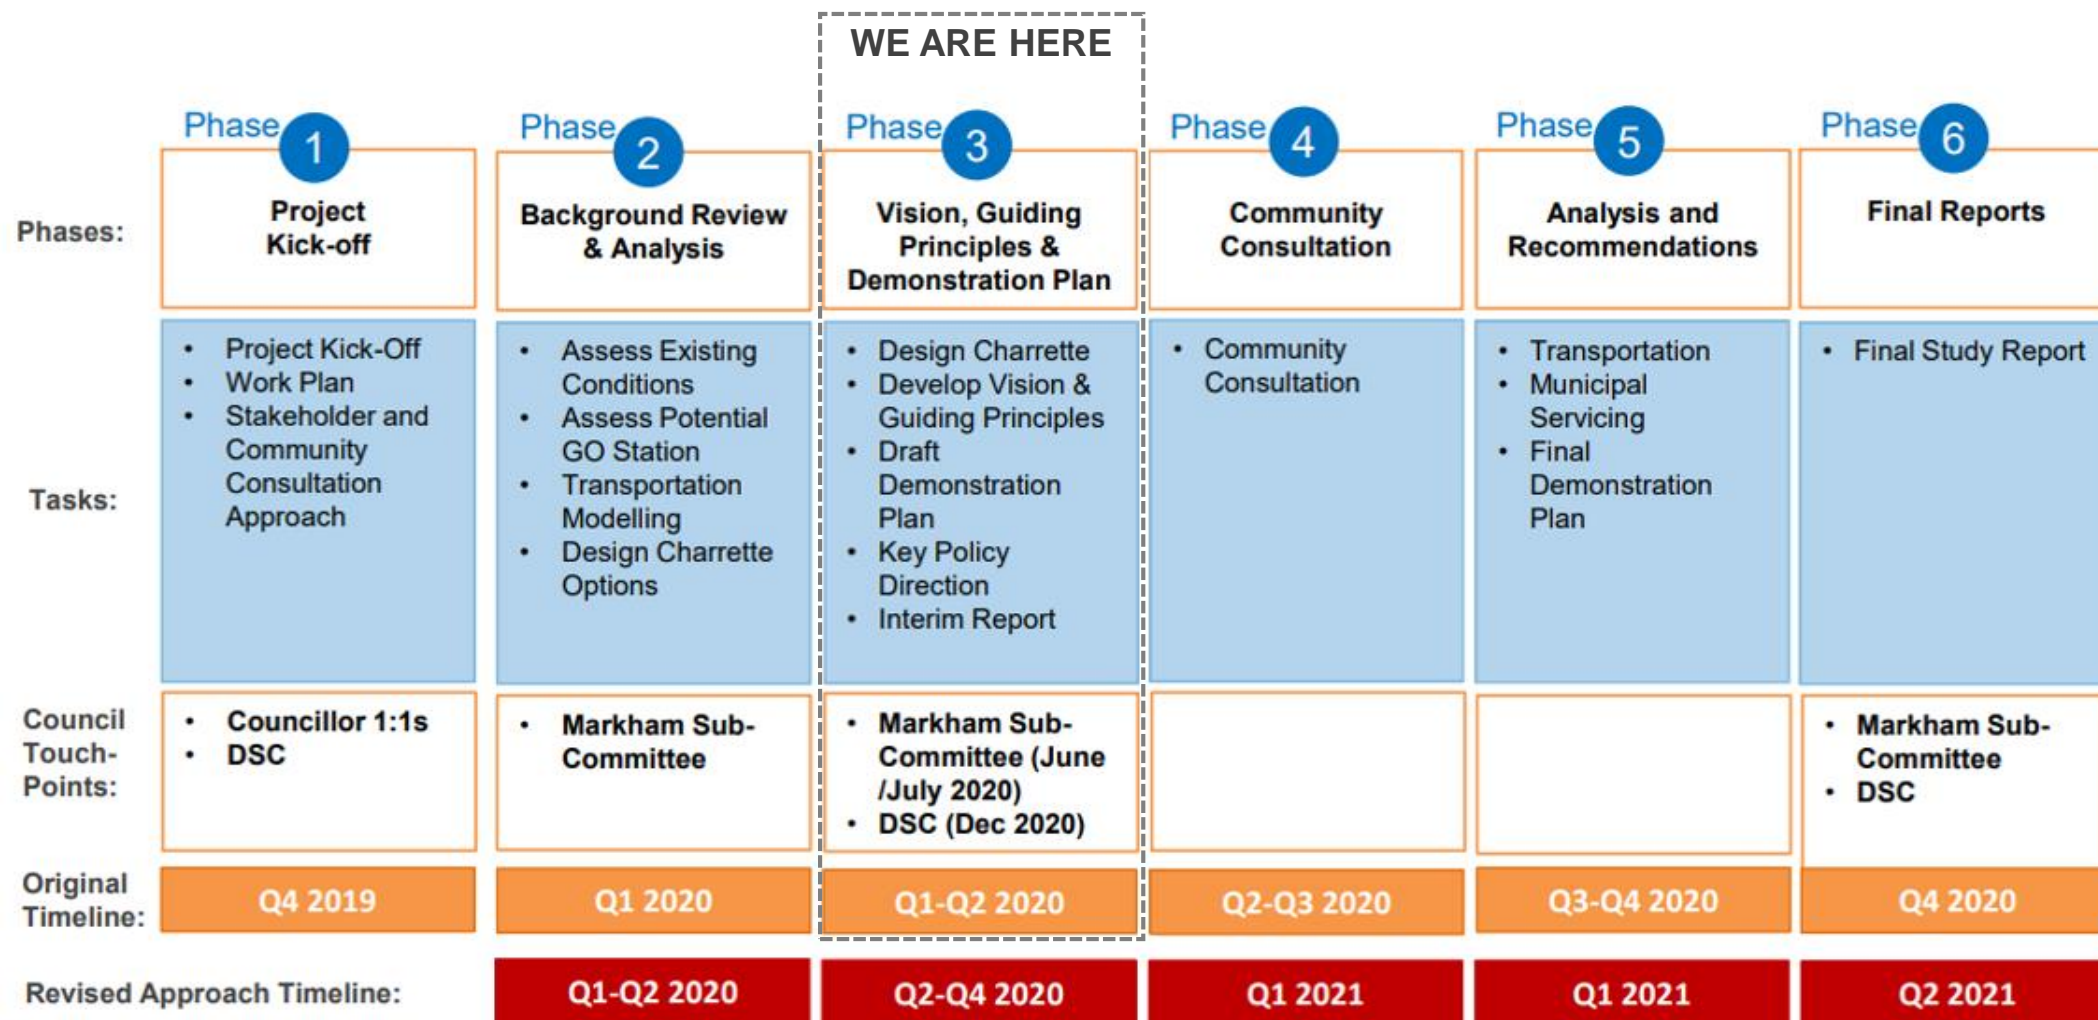 WE ARE HERE
Phase 1
Phase 2
Phase 3
Phase 4
Phase 5
Phase 6
Phases:
Project
Kick-off
Background Review
& Analysis
Vision, Guiding
Principles &
Demonstration Plan
Community
Consultation
Analysis and
Recommendations
Final Reports
Tasks:
• Project Kick-Off
• Work Plan
• Stakeholder and
Community
Consultation
Approach
• Assess Existing
Conditions
• Assess Potential
GO Station
• Transportation
Modelling
• Design Charrette
Options
• Design Charrette
• Develop Vision &
Guiding Principles
• Draft
Demonstration
Plan
• Key Policy
Direction
• Interim Report
• Community
Consultation
• Transportation
• Municipal
Servicing
• Final
Demonstration
Plan
• Final Study Report
Council
Touch-
Points:
• Councillor 1:1s
• DSC
• Markham Sub-
Committee
• Markham Sub-
Committee (June
/July 2020)
• DSC (Dec 2020)
• Markham Sub-
Committee
• DSC
Original
Timeline:
Q4 2019
Q1 2020
Q1-Q2 2020
Q2-Q3 2020
Q3-Q4 2020
Q4 2020
Revised Approach Timeline:
Q1-Q2 2020
Q2-Q4 2020
Q1 2021
Q1 2021
Q2 2021